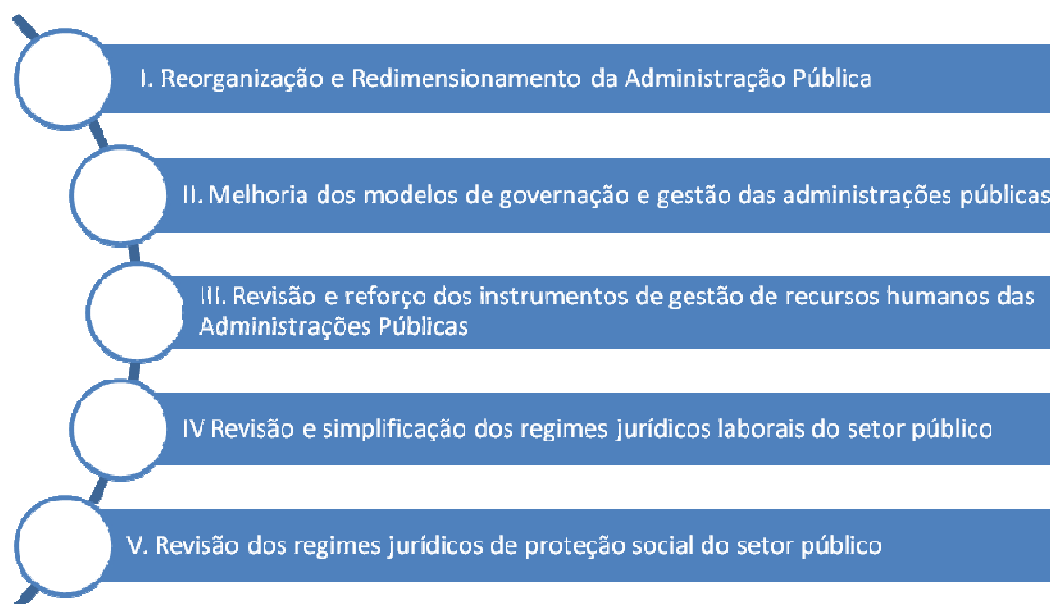 I. Reorganização e Redimensionamento da Administração Pública
II. Melhoria dos modelos de governação e gestão das administrações públicas
III. Revisão e reforço dos instrumentos de gestão de recursos humanos das
Administrações Públicas
IV Revisão e simplificação dos regimes jurídicos laborais do setor público
V. Revisão dos regimes jurídicos de proteção social do setor público